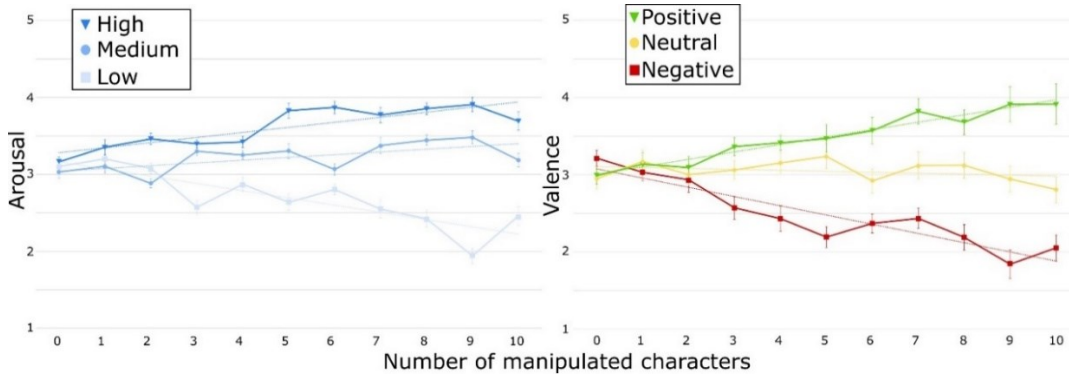 5
4
3
2
1
High
Medium
Low
Arousal
0 1 2 3 4 5 6 7 8 9 10
5
4
3
2
1
Positive
Neutral
Negative
Valence
0 1 2 3 4 5 6 7 8 9 10
Number of manipulated characters